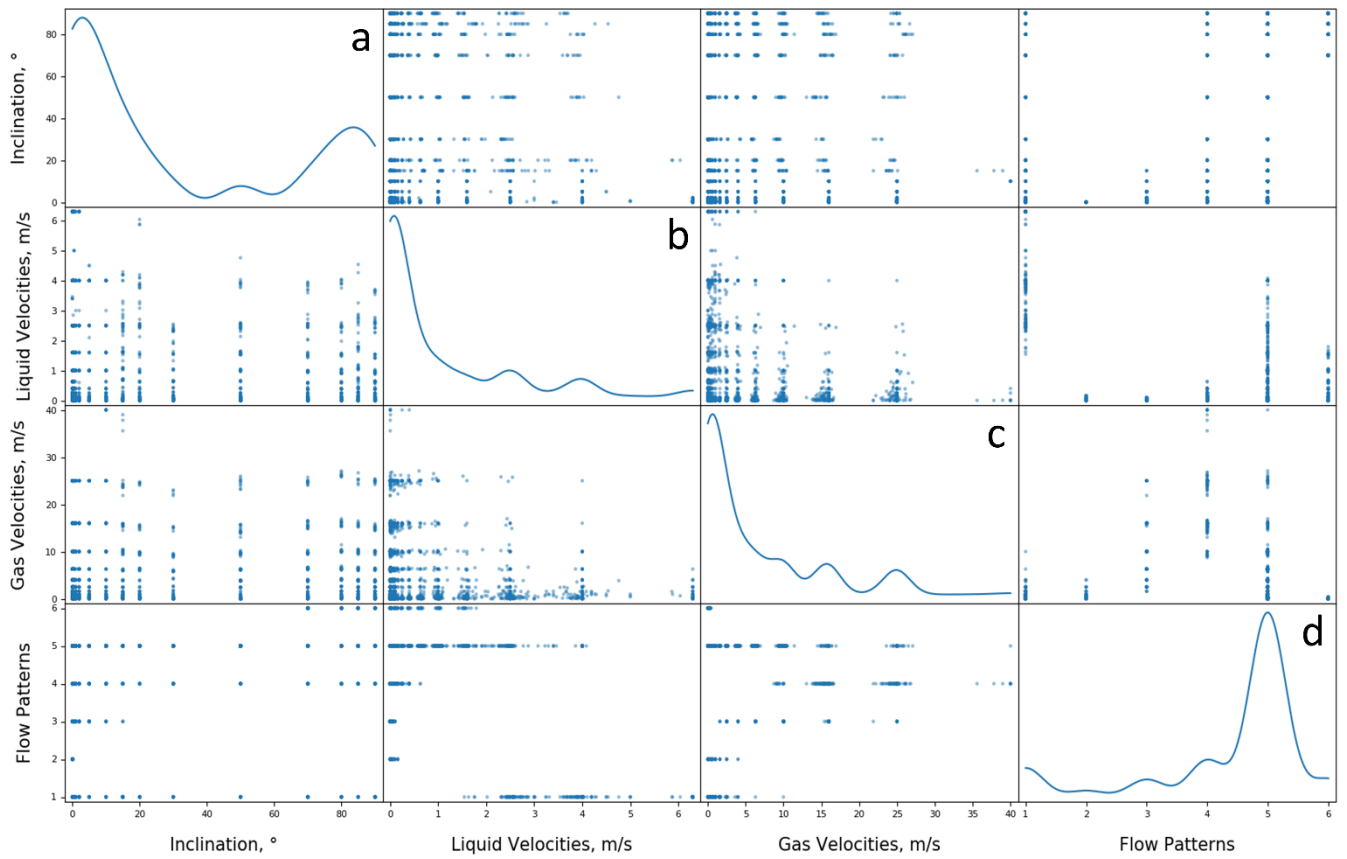 Inclination, °
80
60
40
20
0
a
Liquid Velocities, m/s
6
5
4
3
2
1
0
b
Gas Velocities, m/s
40
30
20
10
0
c
Flow Patterns
6
5
4
3
2
1
d
0 20 40 60 80
0 1 2 3 4 5 6
0 5 10 15 20 25 30 35 40
1 2 3 4 5 6
Inclination, ° Liquid Velocities, m/s Gas Velocities, m/s Flow Patterns